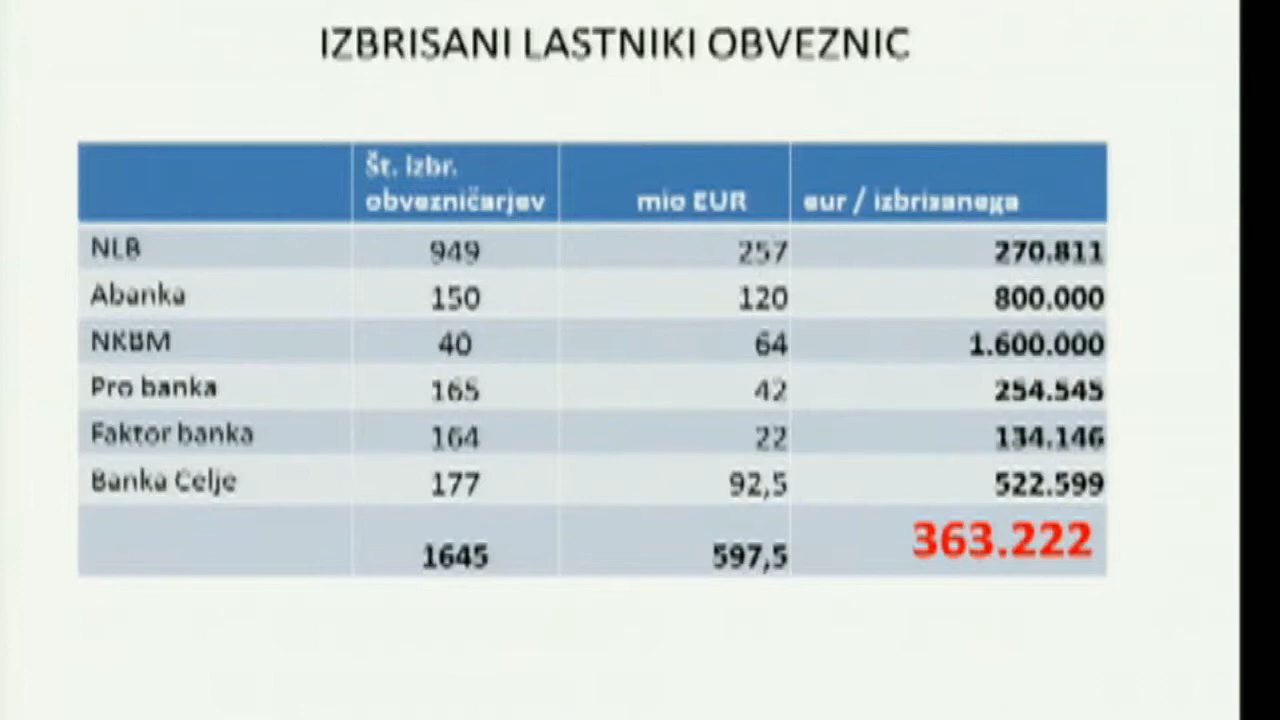 IZBRISANI LASTNIKI OBVEZNIC
Št. Izbr.
obvezničarjev mio EUR eur / izbrisanega
NLB 949 257 270.811
Abanka 150 120 800.000
NKBM 40 64 1.600.000
Pro banka 165 42 254.545
Faktor banka 164 22 134.146
Banka Celje 177 92,5 522.599
1645 597,5 363.222